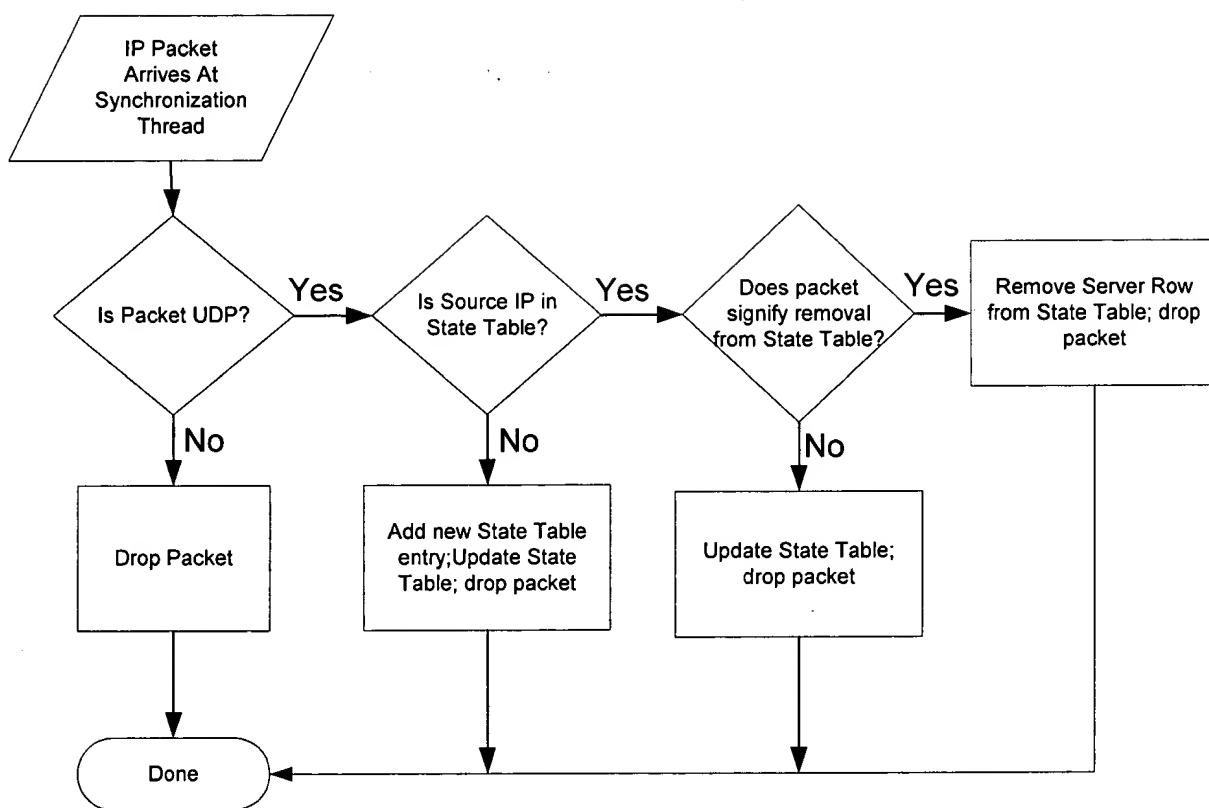 IP Packet
Arrives At
Synchronization
Thread
Is Packet UDP?
Yes
Is Source IP in
State Table?
Yes
Does packet
signify removal
from State Table?
Yes
Remove Server Row
from State Table; drop
packet
No
No
No
Drop Packet
Add new State Table
entry;Update State
Table; drop packet
Update State Table;
drop packet
Done